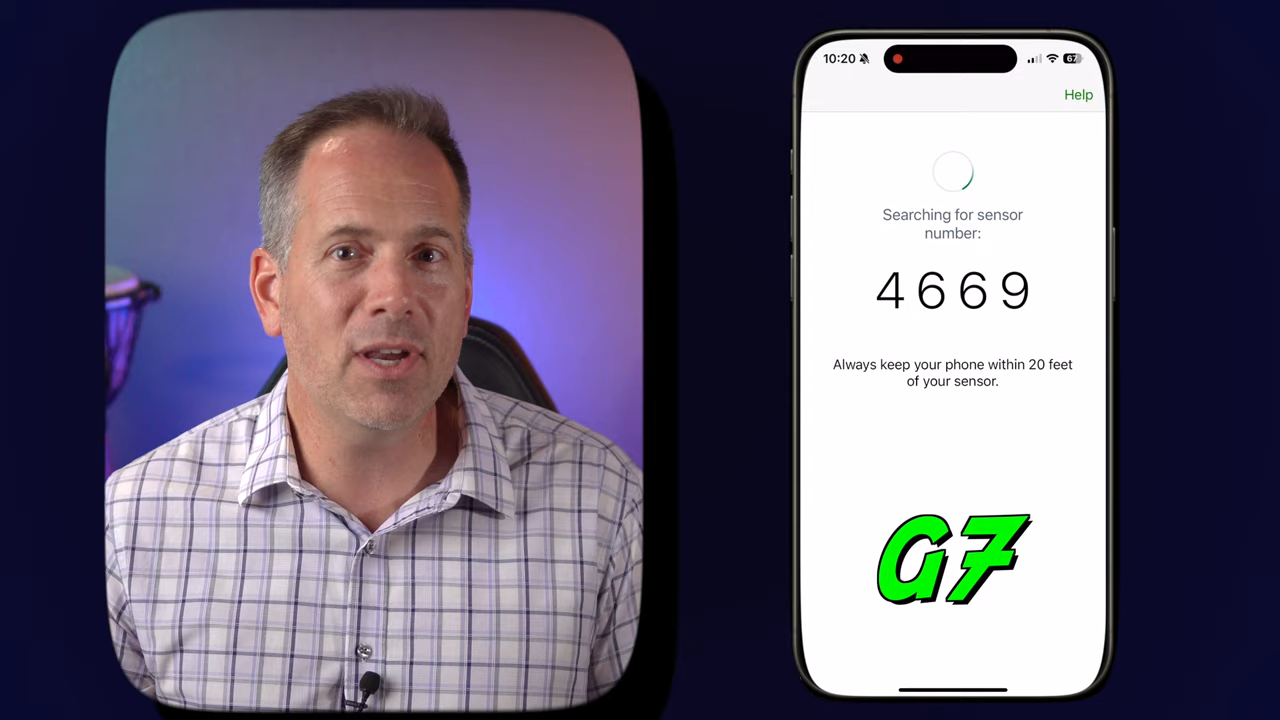 10:20
67
Help
Searching for sensor
number:
4669
Always keep your phone within 20 feet
of your sensor.
G7